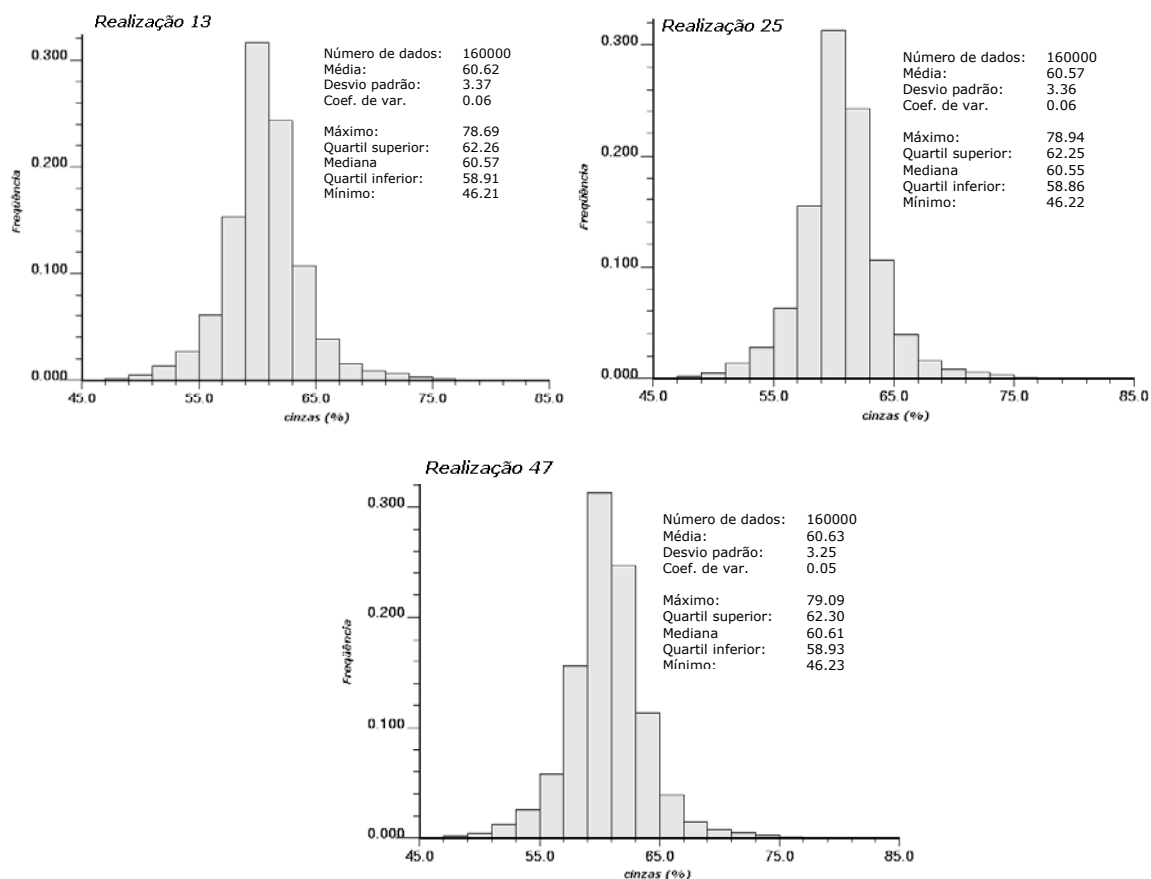 Realização 13
Freqüência
0.300
0.200
0.100
0.000
45.0 55.0 65.0 75.0 85.0
cinzas (%)
Número de dados: 160000
Média: 60.62
Desvio padrão: 3.37
Coef. de var. 0.06
Máximo: 78.69
Quartil superior: 62.26
Mediana 60.57
Quartil inferior: 58.91
Mínimo: 46.21
Realização 25
Freqüência
0.300
0.200
0.100
0.000
45.0 55.0 65.0 75.0 85.0
cinzas (%)
Número de dados: 160000
Média: 60.57
Desvio padrão: 3.36
Coef. de var. 0.06
Máximo: 78.94
Quartil superior: 62.25
Mediana 60.55
Quartil inferior: 58.86
Mínimo: 46.22
Realização 47
Freqüência
0.300
0.200
0.100
0.000
45.0 55.0 65.0 75.0 85.0
cinzas (%)
Número de dados: 160000
Média: 60.63
Desvio padrão: 3.25
Coef. de var. 0.05
Máximo: 79.09
Quartil superior: 62.30
Mediana 60.61
Quartil inferior: 58.93
Mínimo: 46.23